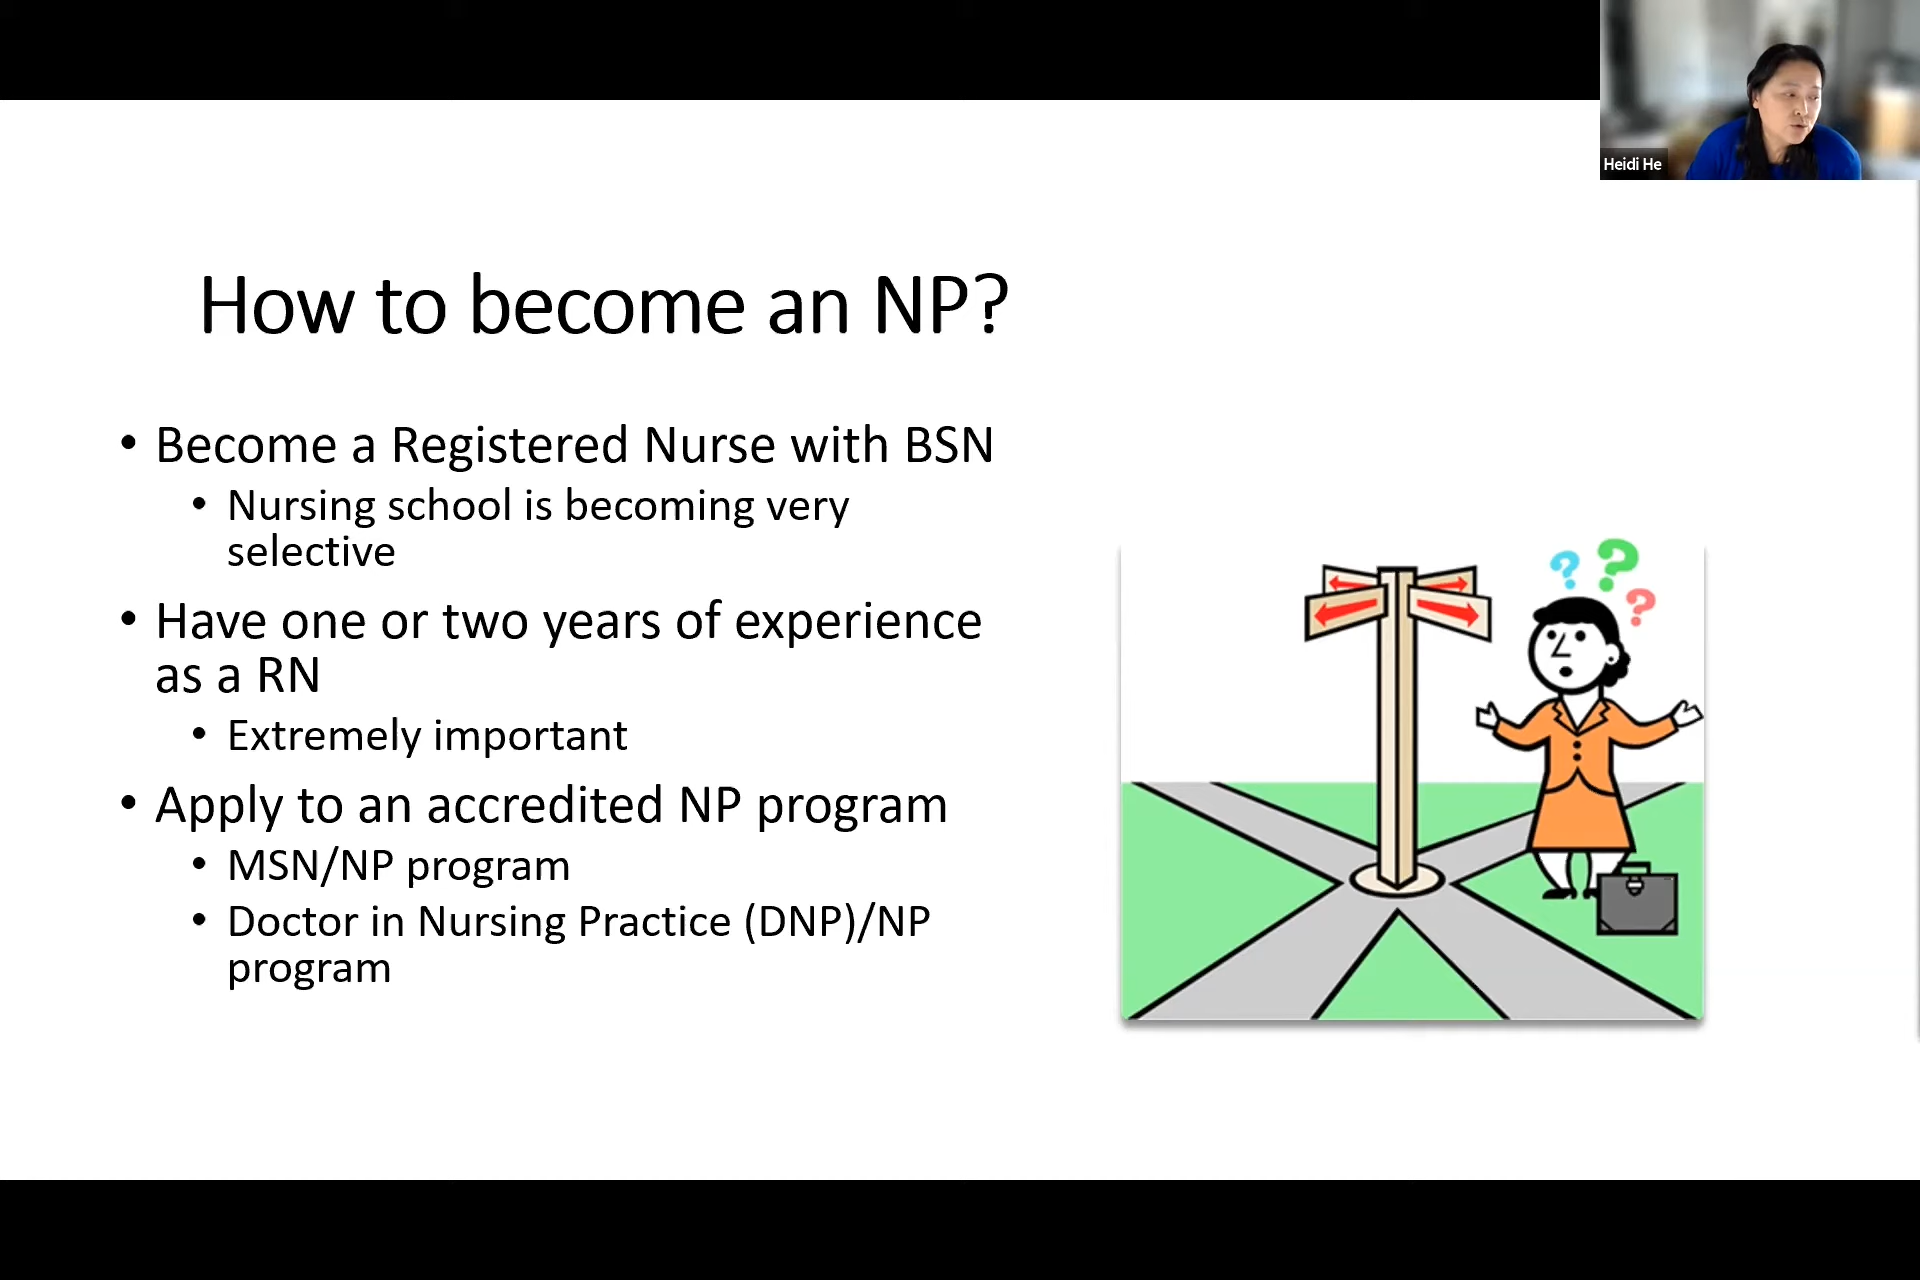 Heidi He
How to become an NP?
• Become a Registered Nurse with BSN
• Nursing school is becoming very
selective
• Have one or two years of experience
as a RN
• Extremely important
• Apply to an accredited NP program
• MSN/NP program
• Doctor in Nursing Practice (DNP)/NP
program
? ? ?